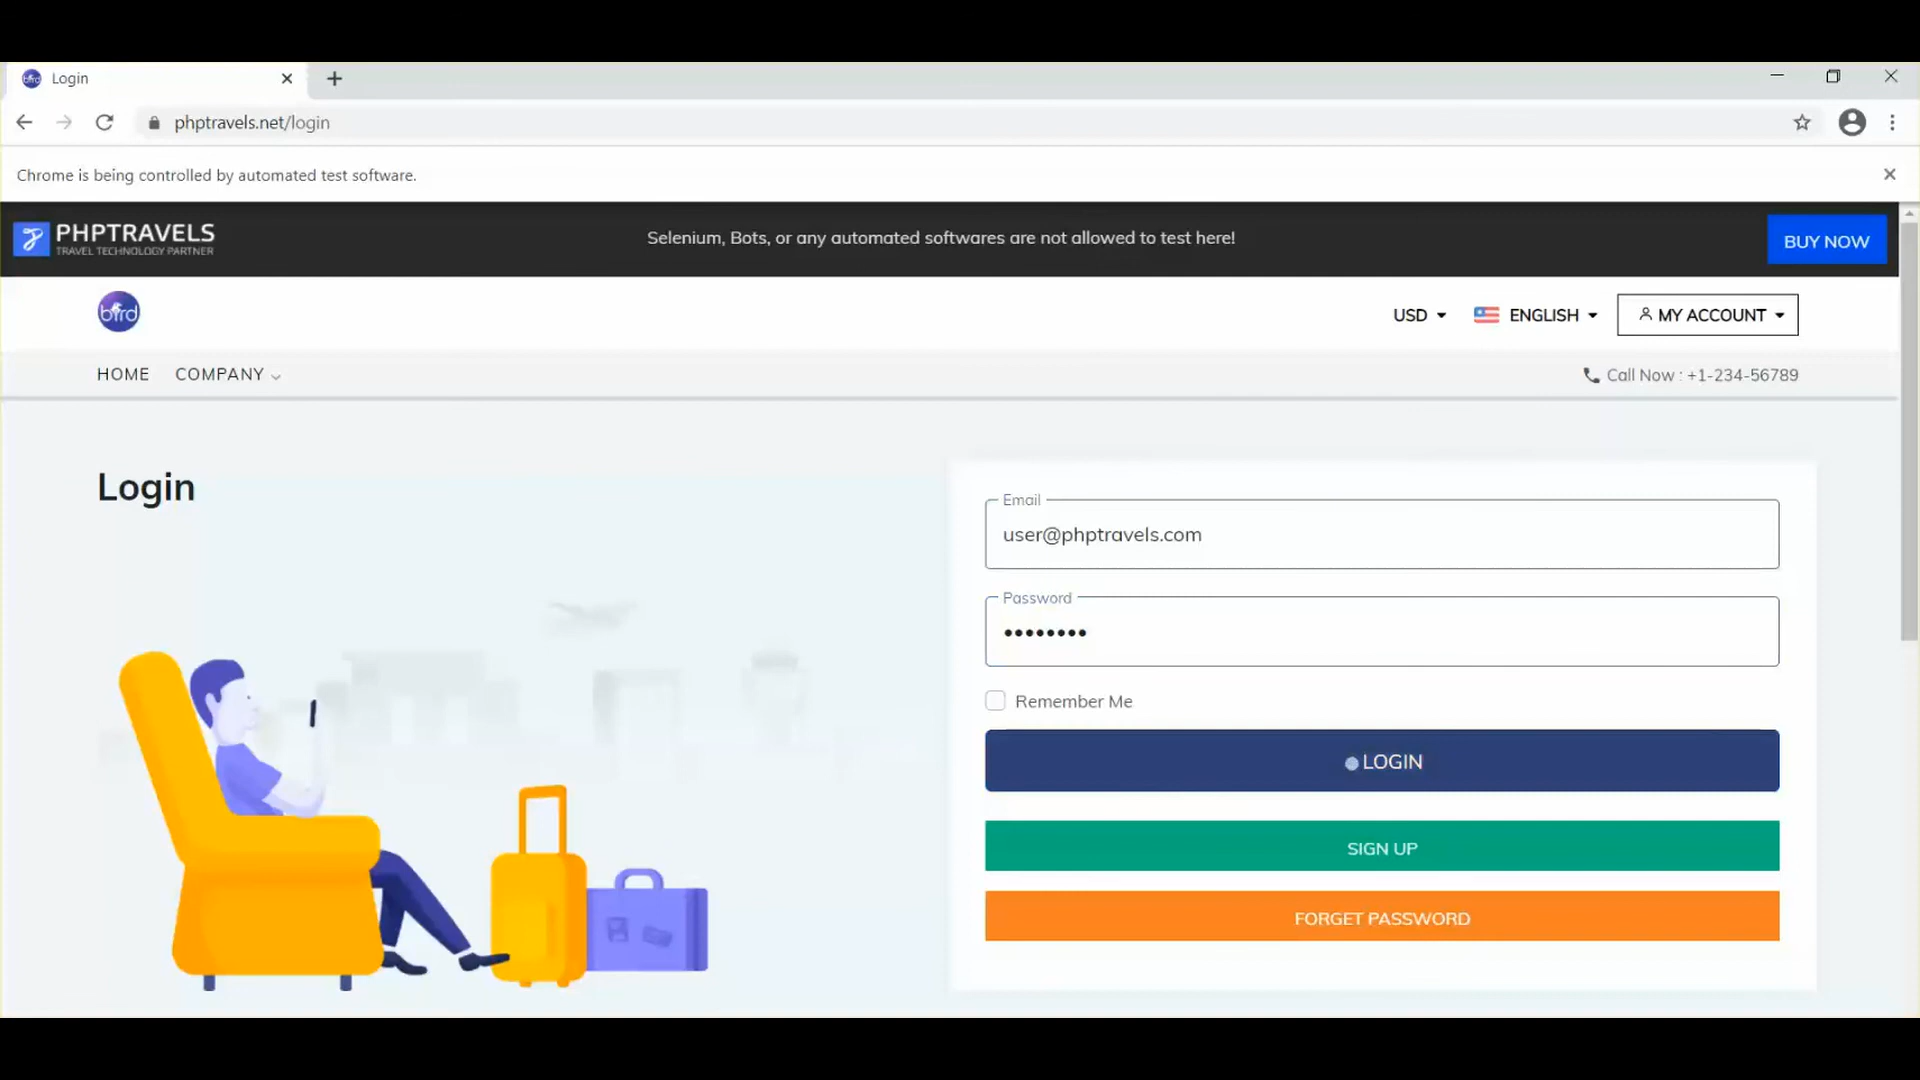 Login
phptravels.net/login
Chrome is being controlled by automated test software.
PHPTRAVELS
TRAVEL TECHNOLOGY PARTNER
Selenium, Bots, or any automated softwares are not allowed to test here!
BUY NOW
bird
USD
ENGLISH
MY ACCOUNT
HOME
COMPANY
Call Now : +1-234-56789
Login
Email
user@phptravels.com
Password
••••••••
Remember Me
LOGIN
SIGN UP
FORGET PASSWORD